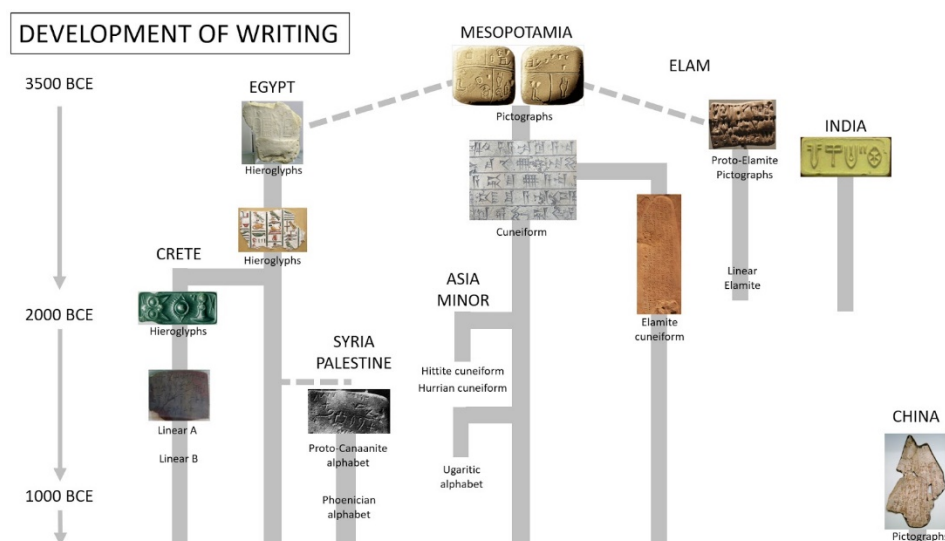 DEVELOPMENT OF WRITING
3500 BCE
2000 BCE
1000 BCE
EGYPT
Hieroglyphs
Hieroglyphs
CRETE
Hieroglyphs
Linear A
Linear B
SYRIA
PALESTINE
Proto-Canaanite
alphabet
Phoenician
alphabet
MESOPOTAMIA
Pictographs
Cuneiform
ASIA
MINOR
Hittite cuneiform
Hurrian cuneiform
Ugaritic
alphabet
ELAM
Proto-Elamite
Pictographs
Linear
Elamite
Elamite
cuneiform
INDIA
CHINA
Pictographs